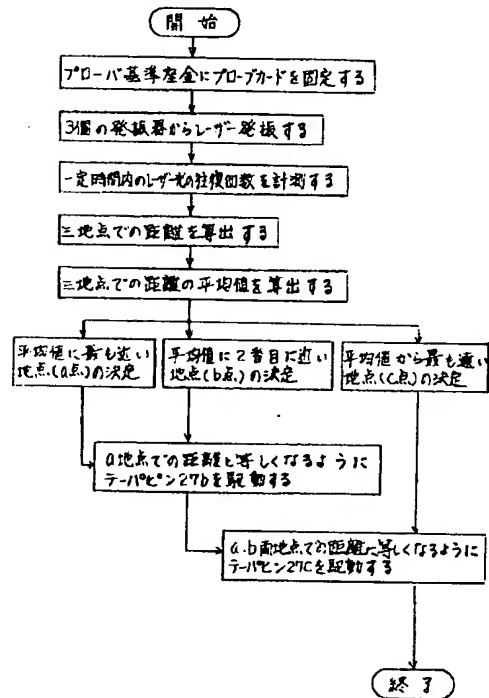 開始
プローバ基準座金にプローブカードを固定する
3個の発振器からレーザー発振する
一定時間内のレーザ光の往復回数を計測する
三地点での距離を算出する
三地点での距離の平均値を算出する
平均値に最も近い
地点(a点)の決定
平均値に2番目に近い
地点(b点)の決定
平均値から最も遠い
地点(c点)の決定
a地点での距離と等しくなるように
テーパピン27bを駆動する
a.b両地点での距離に等しくなるように
テーパピン27Cを駆動する
終了